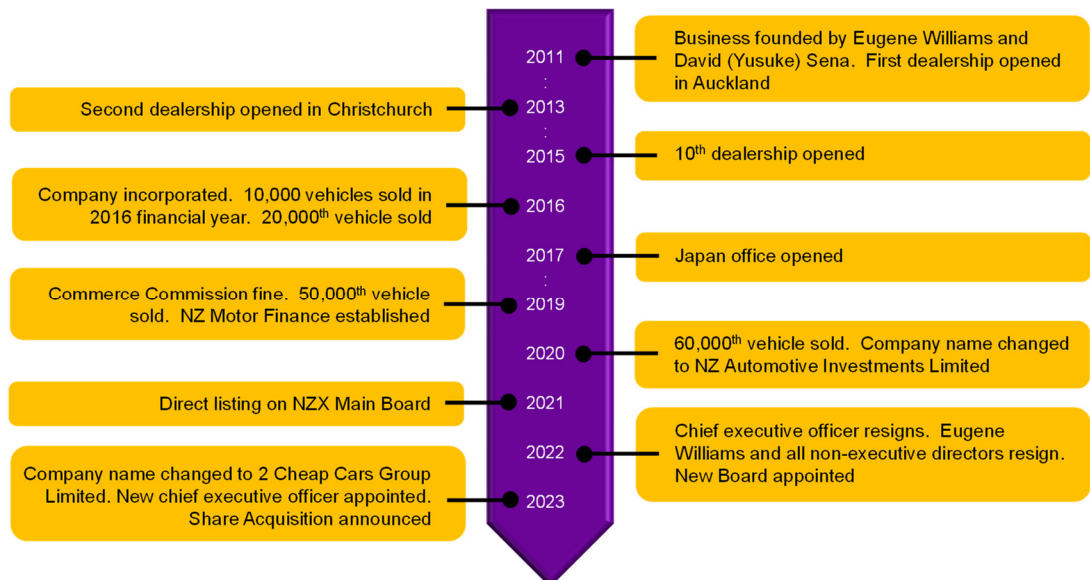 2011
Business founded by Eugene Williams and
David (Yusuke) Sena. First dealership opened
in Auckland
Second dealership opened in Christchurch
:
2013
:
2015
10th dealership opened
Company incorporated. 10,000 vehicles sold in
2016 financial year. 20,000th vehicle sold
2016
2017
Japan office opened
:
Commerce Commission fine. 50,000th vehicle
sold. NZ Motor Finance established
2019
2020
60,000th vehicle sold. Company name changed
to NZ Automotive Investments Limited
Direct listing on NZX Main Board
2021
2022
Chief executive officer resigns. Eugene
Williams and all non-executive directors resign.
New Board appointed
Company name changed to 2 Cheap Cars Group
Limited. New chief executive officer appointed.
Share Acquisition announced
2023